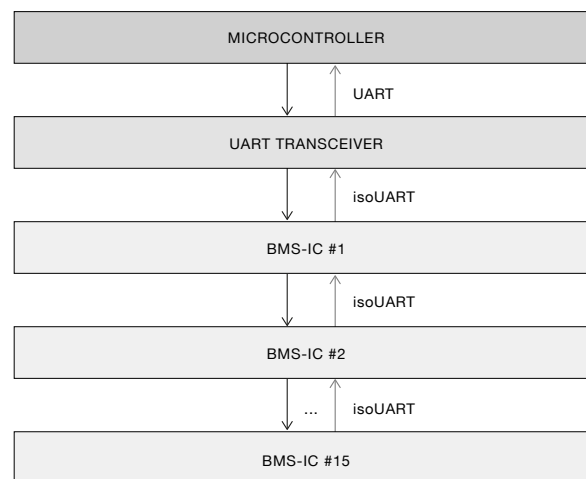 MICROCONTROLLER
UART
UART TRANSCEIVER
isoUART
BMS-IC #1
isoUART
BMS-IC #2
... isoUART
BMS-IC #15